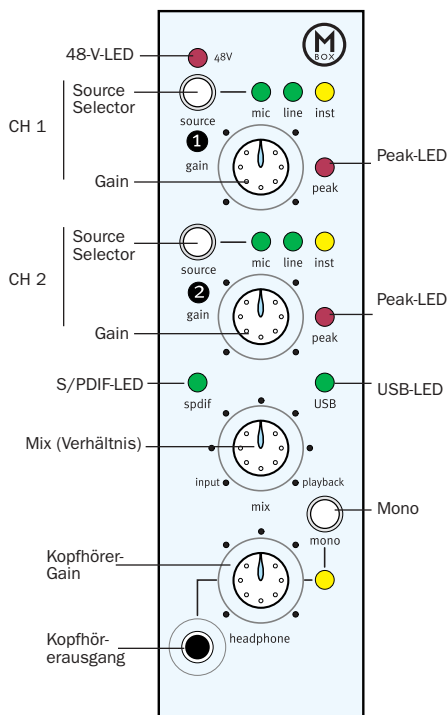 48-V-LED
48V
M
BOX
CH 1
Source
Selector
source
mic
line
inst
1
gain
Gain
peak
Peak-LED
CH 2
Source
Selector
source
mic
line
inst
2
gain
Gain
peak
Peak-LED
S/PDIF-LED
spdif
USB
USB-LED
Mix (Verhältnis)
input
playback
mix
Mono
mono
Kopfhörer-
Gain
headphone
Kopfhör-
erausgang